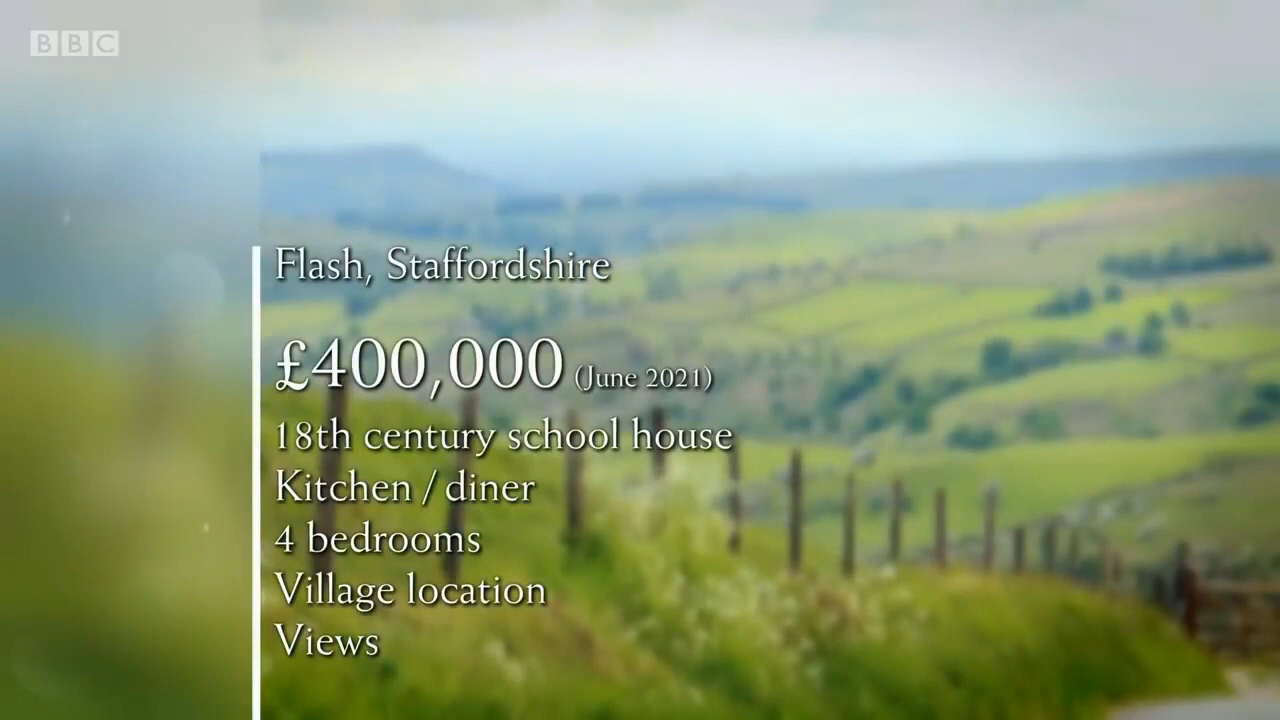 BBC
Flash, Staffordshire
£400,000 (June 2021)
18th century school house
Kitchen / diner
4 bedrooms
Village location
Views